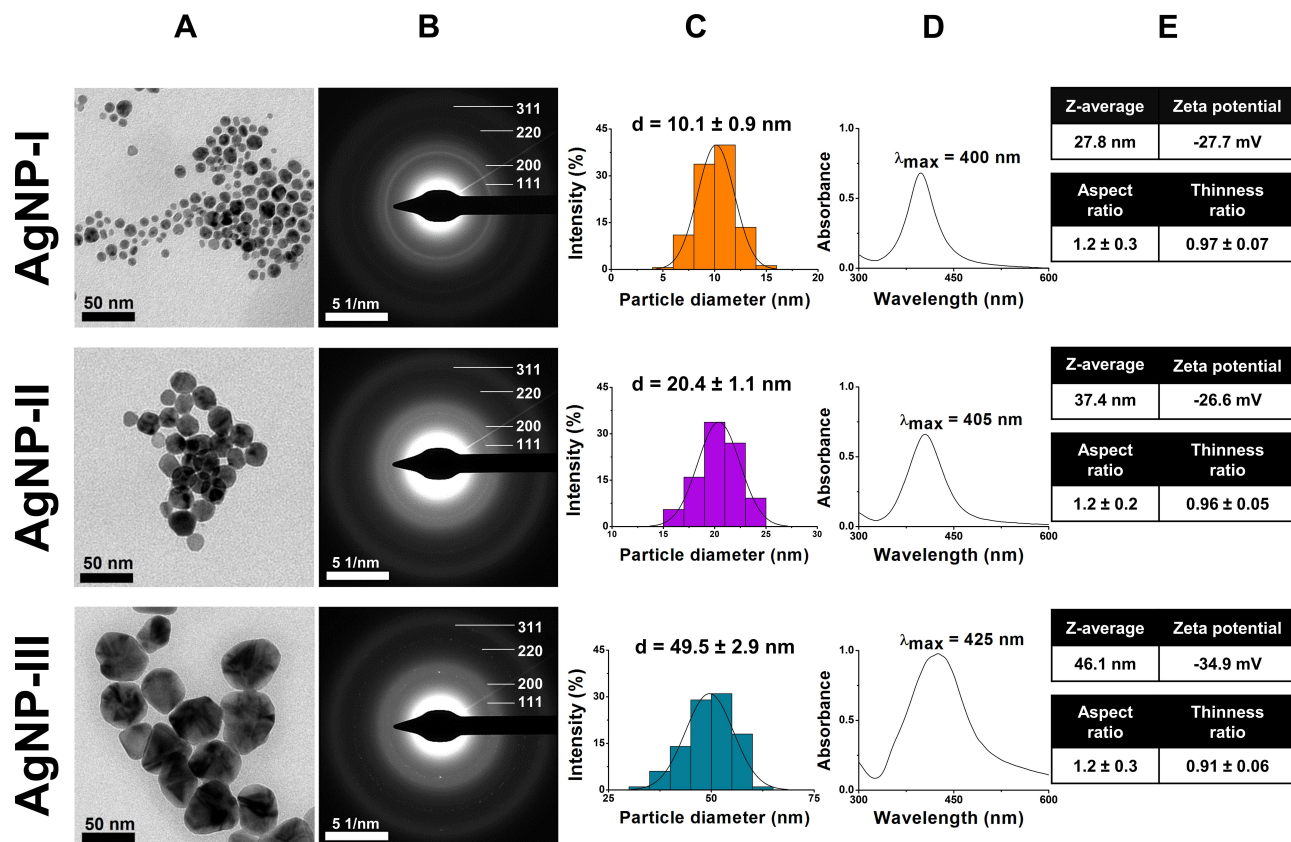 A
B
C
D
E
AgNP-I
50 nm
311
220
200
111
5 1/nm
d = 10.1 ± 0.9 nm
Intensity (%)
45
30
15
0
0 5 10 15 20
Particle diameter (nm)
λmax = 400 nm
Absorbance
1.0
0.5
0.0
300 450 600
Wavelength (nm)
Z-average Zeta potential
27.8 nm -27.7 mV
Aspect ratio Thinness ratio
1.2 ± 0.3 0.97 ± 0.07
AgNP-II
50 nm
311
220
200
111
5 1/nm
d = 20.4 ± 1.1 nm
Intensity (%)
45
30
15
0
10 15 20 25 30
Particle diameter (nm)
λmax = 405 nm
Absorbance
1.0
0.5
0.0
300 450 600
Wavelength (nm)
Z-average Zeta potential
37.4 nm -26.6 mV
Aspect ratio Thinness ratio
1.2 ± 0.2 0.96 ± 0.05
AgNP-III
50 nm
311
220
200
111
5 1/nm
d = 49.5 ± 2.9 nm
Intensity (%)
45
30
15
0
25 50 75
Particle diameter (nm)
λmax = 425 nm
Absorbance
1.0
0.5
0.0
300 450 600
Wavelength (nm)
Z-average Zeta potential
46.1 nm -34.9 mV
Aspect ratio Thinness ratio
1.2 ± 0.3 0.91 ± 0.06